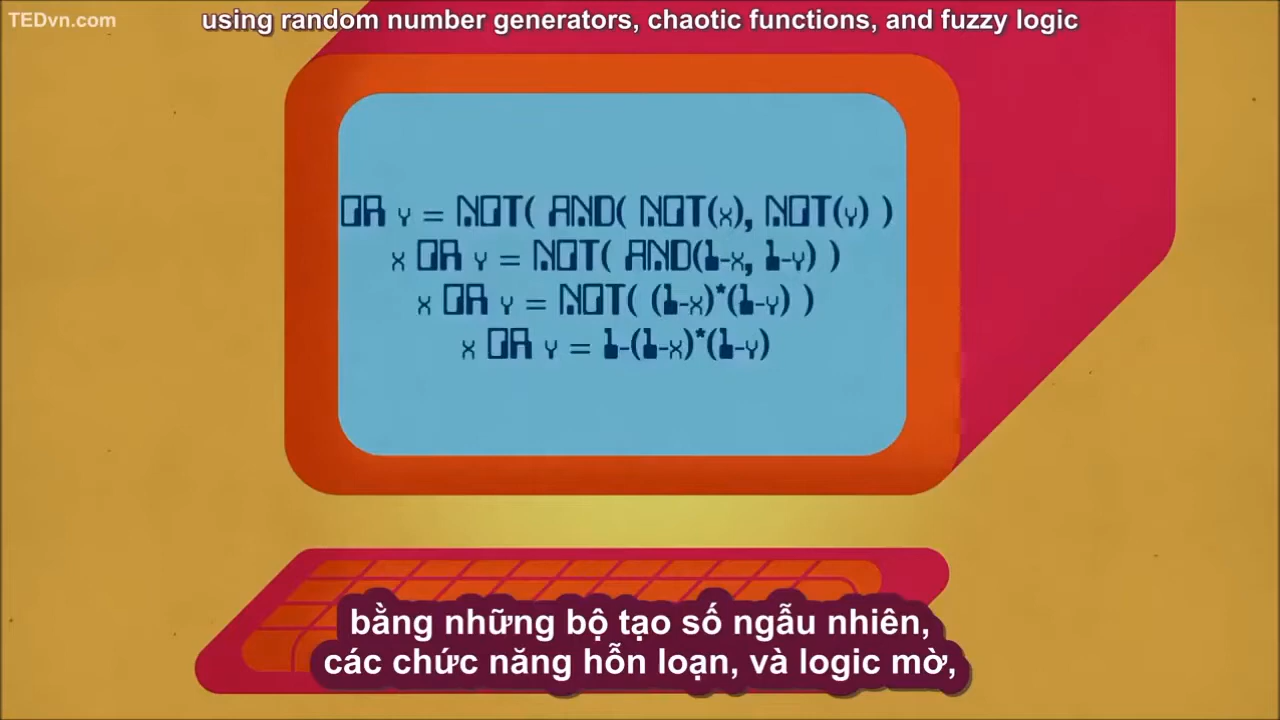 TEDvn.com
using random number generators, chaotic functions, and fuzzy logic
OR Y = NOT( AND( NOT(X), NOT(Y) )
X OR Y = NOT( AND(1-X, 1-Y) )
X OR Y = NOT( (1-X)*(1-Y) )
X OR Y = 1-(1-X)*(1-Y)
bằng những bộ tạo số ngẫu nhiên,
các chức năng hỗn loạn, và logic mờ,